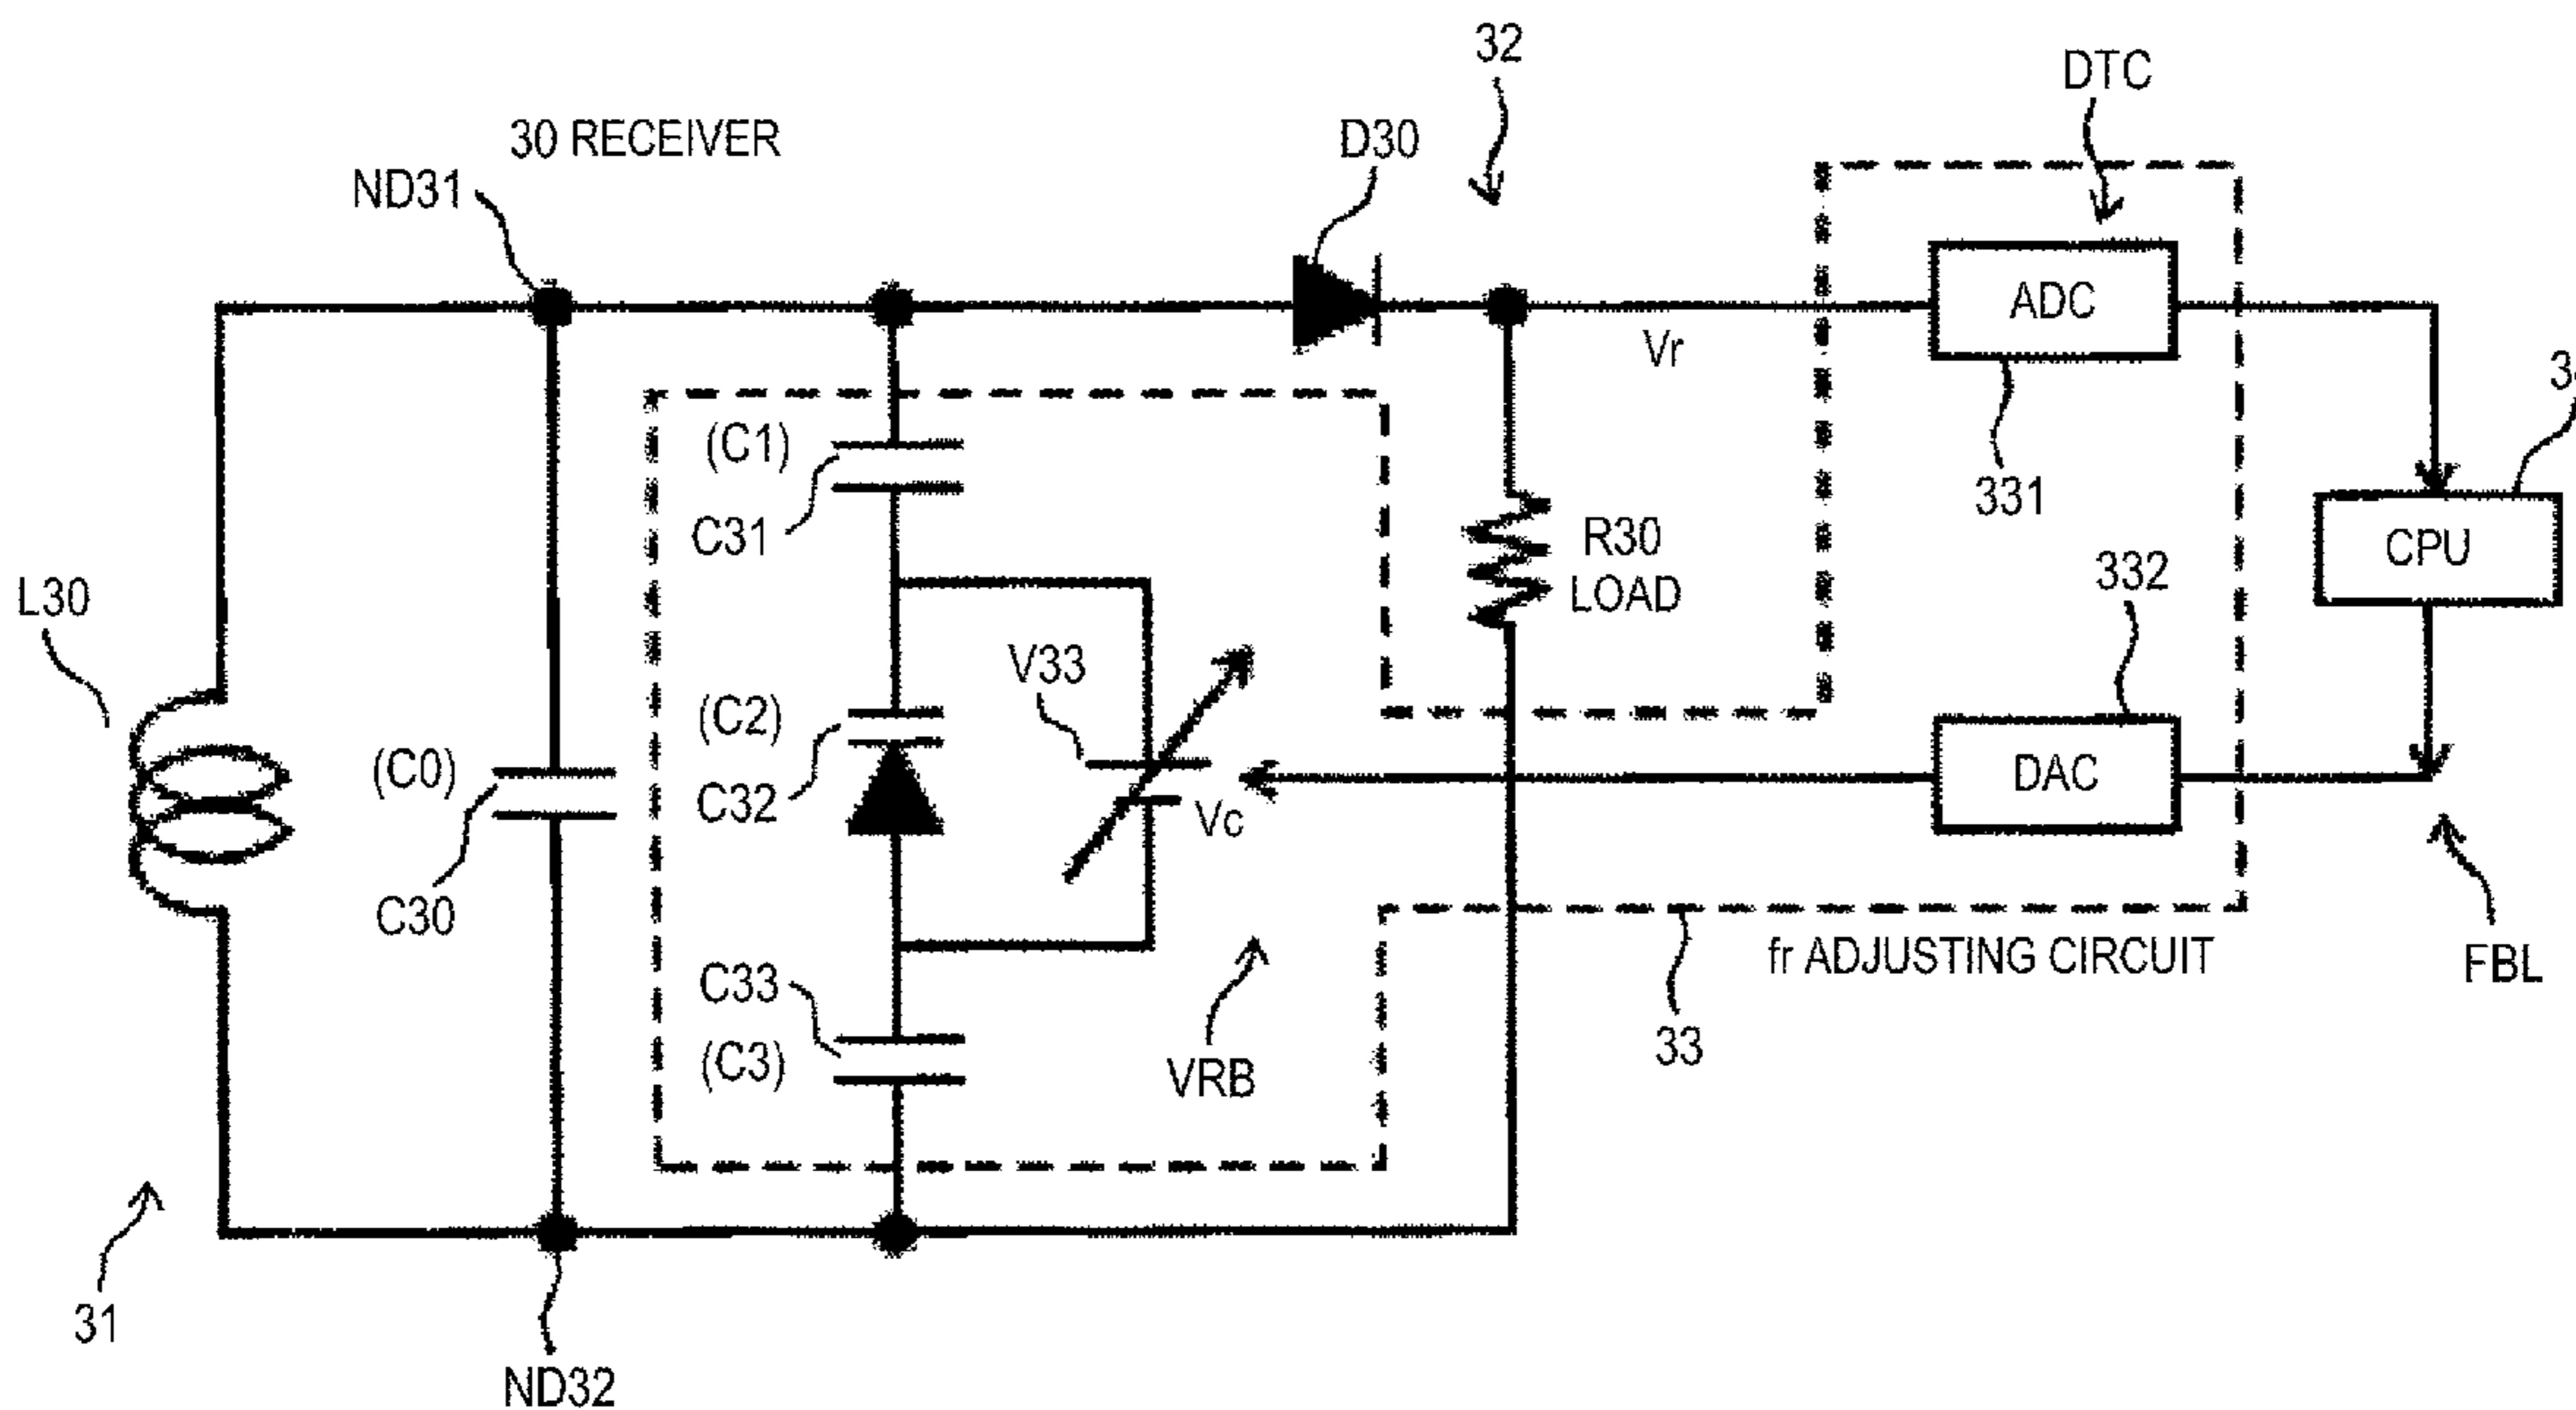 32
DTC
30 RECEIVER
D30
ND31
ADC
Vr
(C1)
331
C31
R30
LOAD
CPU
332
L30
V33
(C2)
(C0)
DAC
C32
Vc
C30
fr ADJUSTING CIRCUIT
FBL
C33
33
(C3)
VRB
31
ND32